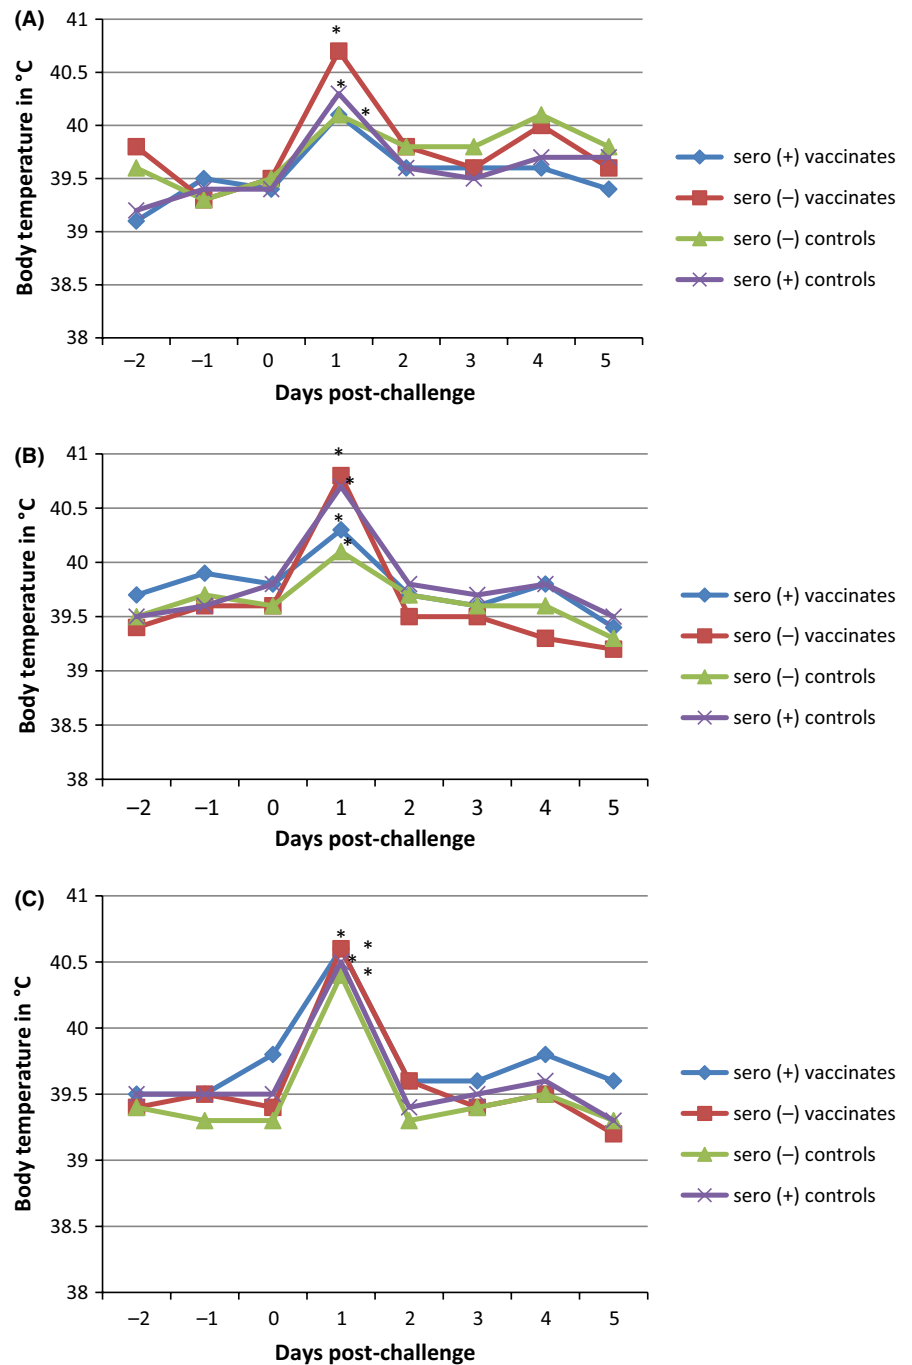 (A)
41
40.5
40
39.5
39
38.5
38
Body temperature in °C
* * *
–2 –1 0 1 2 3 4 5
Days post-challenge
sero (+) vaccinates
sero (–) vaccinates
sero (–) controls
sero (+) controls
(B)
41
40.5
40
39.5
39
38.5
38
Body temperature in °C
* * * *
–2 –1 0 1 2 3 4 5
Days post-challenge
sero (+) vaccinates
sero (–) vaccinates
sero (–) controls
sero (+) controls
(C)
41
40.5
40
39.5
39
38.5
38
Body temperature in °C
* * * *
–2 –1 0 1 2 3 4 5
Days post-challenge
sero (+) vaccinates
sero (–) vaccinates
sero (–) controls
sero (+) controls